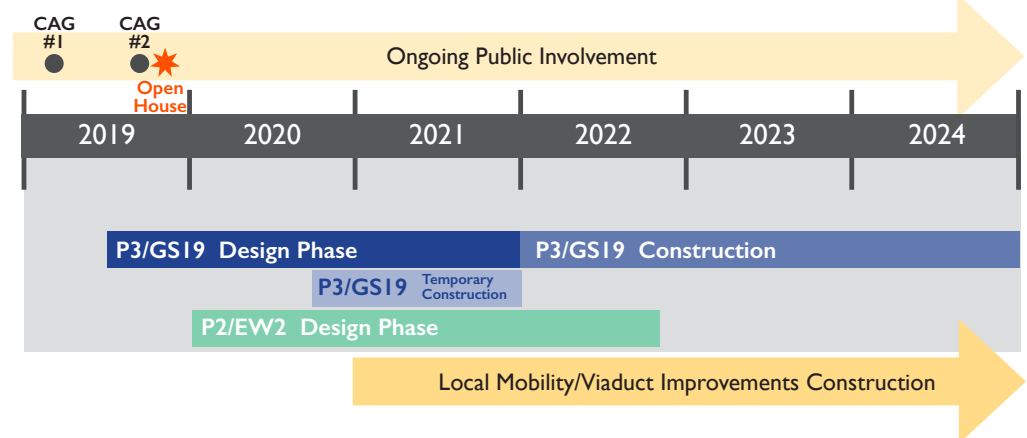 CAG
#1
CAG
#2
Ongoing Public Involvement
Open
House
2019 2020 2021 2022 2023 2024
P3/GS19 Design Phase
P3/GS19 Construction
P3/GS19 Temporary
Construction
P2/EW2 Design Phase
Local Mobility/Viaduct Improvements Construction